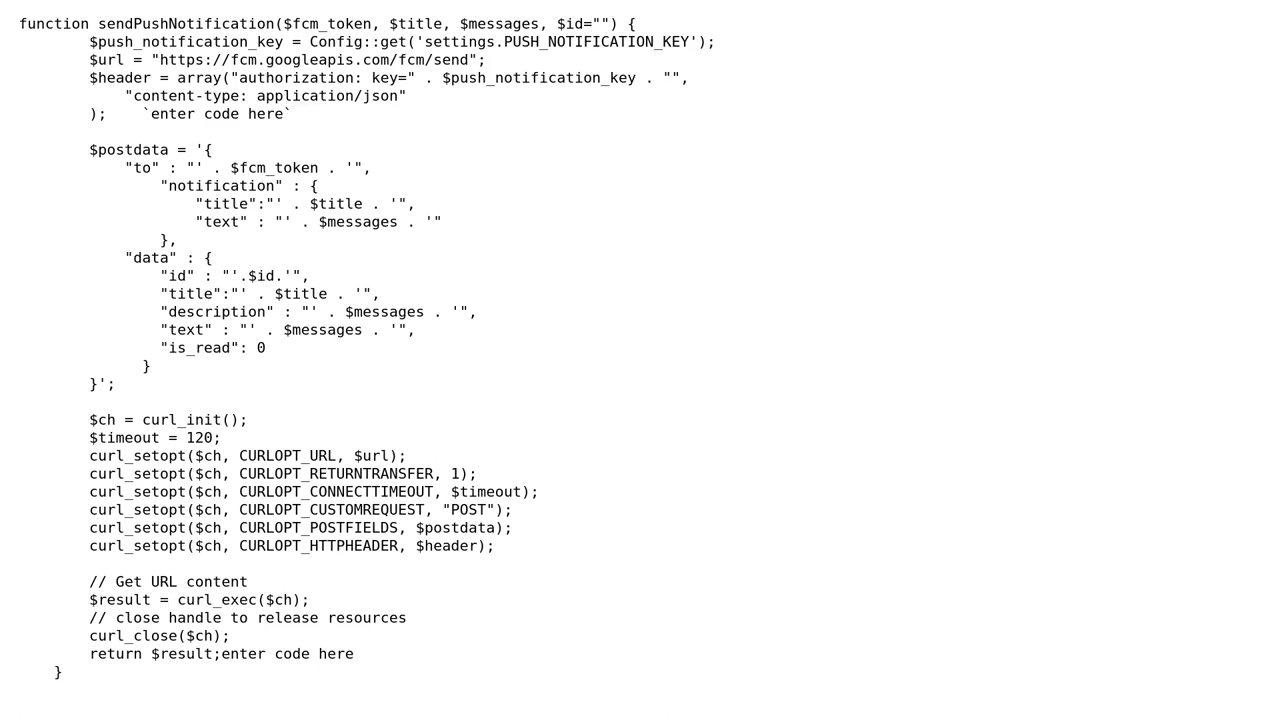 function sendPushNotification($fcm_token, $title, $messages, $id="") {
        $push_notification_key = Config::get('settings.PUSH_NOTIFICATION_KEY');
        $url = "https://fcm.googleapis.com/fcm/send";
        $header = array("authorization: key=" . $push_notification_key . "",
            "content-type: application/json"
        );    `enter code here`

        $postdata = '{
            "to" : "' . $fcm_token . '",
                "notification" : {
                    "title":"' . $title . '",
                    "text" : "' . $messages . '"
                },
            "data" : {
                "id" : "'.$id.'",
                "title":"' . $title . '",
                "description" : "' . $messages . '",
                "text" : "' . $messages . '",
                "is_read": 0
              }
        }';

        $ch = curl_init();
        $timeout = 120;
        curl_setopt($ch, CURLOPT_URL, $url);
        curl_setopt($ch, CURLOPT_RETURNTRANSFER, 1);
        curl_setopt($ch, CURLOPT_CONNECTTIMEOUT, $timeout);
        curl_setopt($ch, CURLOPT_CUSTOMREQUEST, "POST");
        curl_setopt($ch, CURLOPT_POSTFIELDS, $postdata);
        curl_setopt($ch, CURLOPT_HTTPHEADER, $header);

        // Get URL content
        $result = curl_exec($ch);
        // close handle to release resources
        curl_close($ch);
        return $result;enter code here
    }